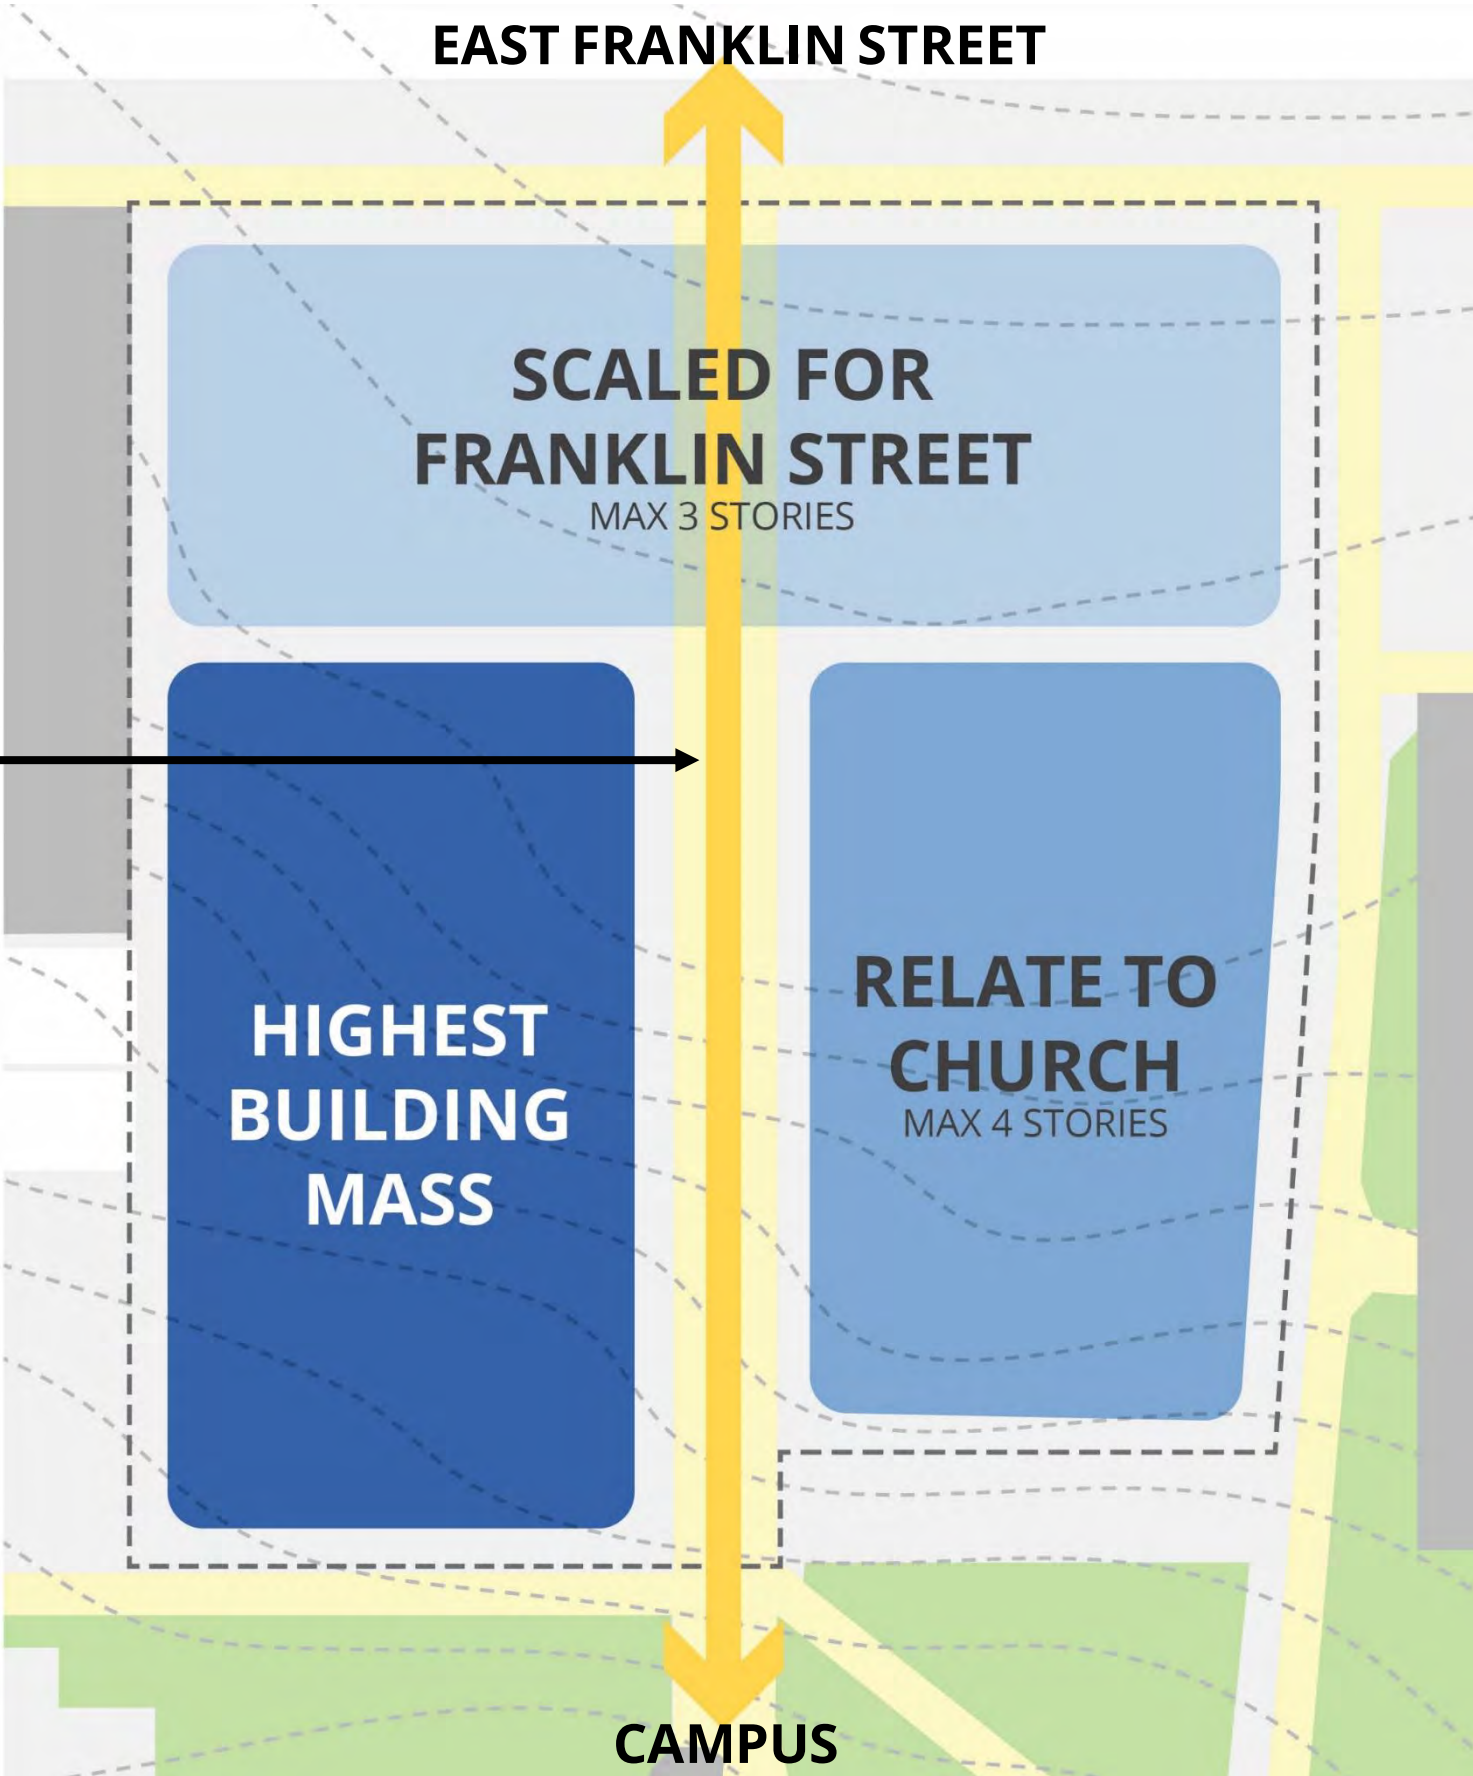 EAST FRANKLIN STREET
SCALED FOR
FRANKLIN STREET
MAX 3 STORIES
HIGHEST
BUILDING
MASS
RELATE TO
CHURCH
MAX 4 STORIES
CAMPUS